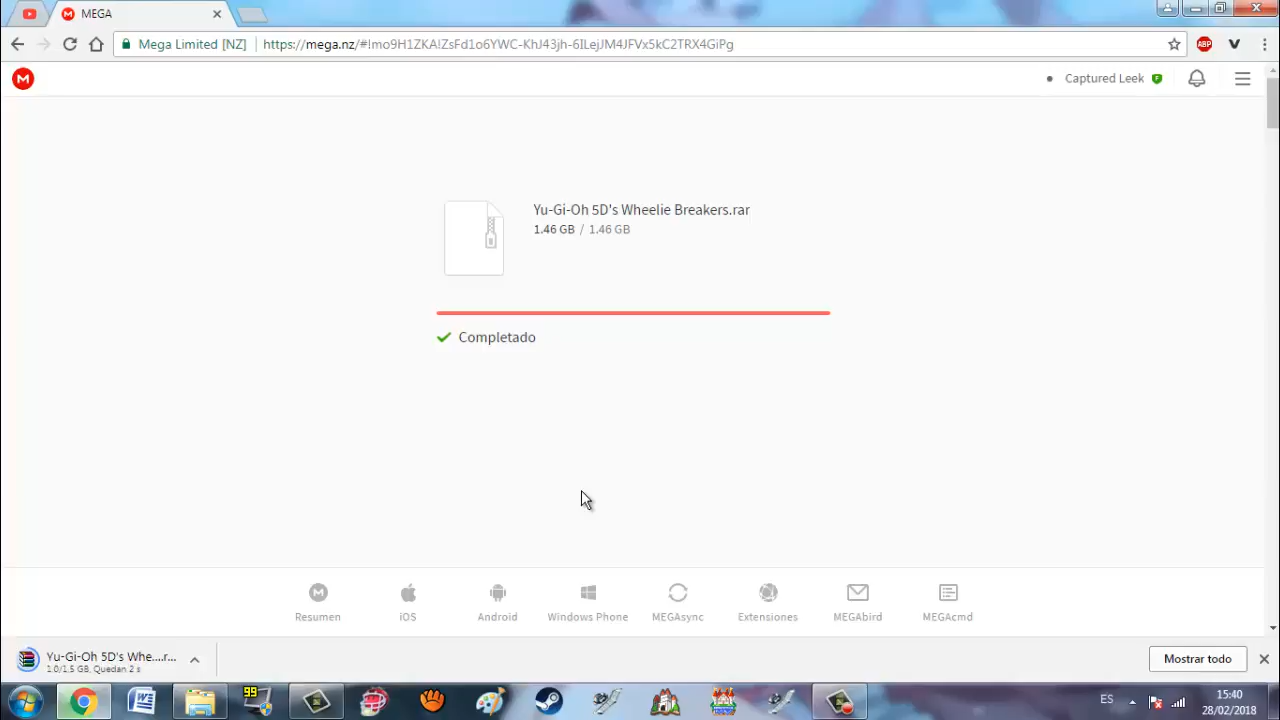 MEGA
Mega Limited [NZ]
https://mega.nz/#!mo9H1ZKA!ZsFd1o6YWC-KhJ43jh-6ILejJM4JFVx5kC2TRX4GiPg
ABP
Captured Leek
Yu-Gi-Oh 5D's Wheelie Breakers.rar
1.46 GB / 1.46 GB
Completado
Resumen
iOS
Android
Windows Phone
MEGAsync
Extensiones
MEGAbird
MEGAcmd
Yu-Gi-Oh 5D's Whe....r...
1.0/1.5 GB, Quedan 2 s
Mostrar todo
99
ES
15:40
28/02/2018